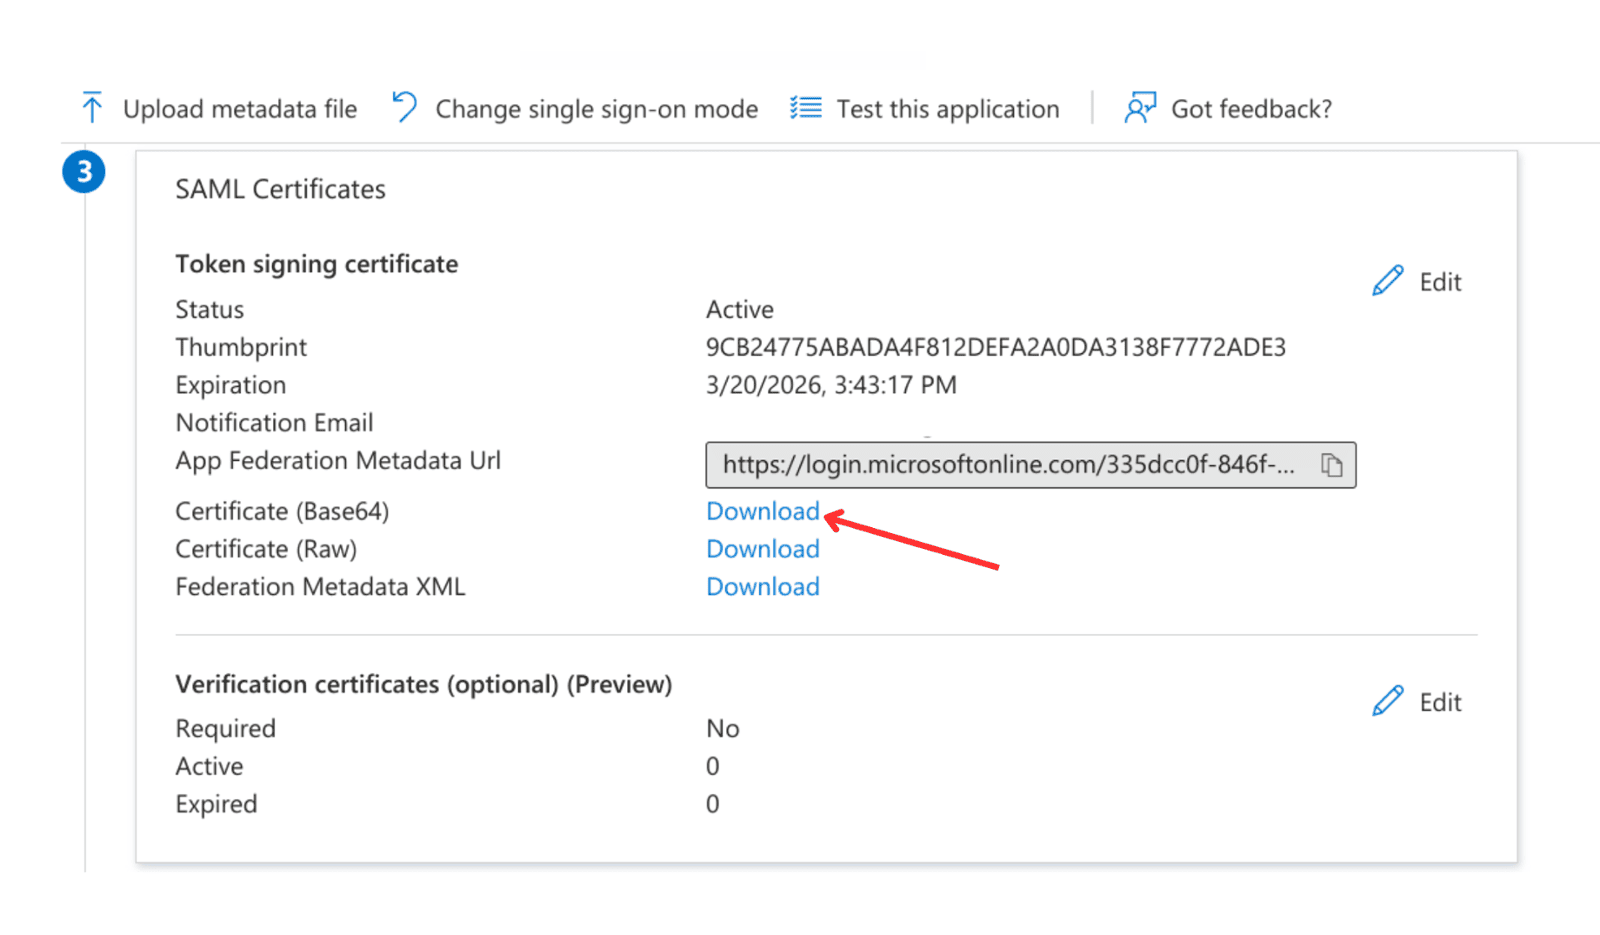 Upload metadata file Change single sign-on mode Test this application Got feedback?
3
SAML Certificates
Token signing certificate
Edit
Status Active
Thumbprint 9CB24775ABADA4F812DEFA2A0DA3138F7772ADE3
Expiration 3/20/2026, 3:43:17 PM
Notification Email
App Federation Metadata Url https://login.microsoftonline.com/335dcc0f-846f-...
Certificate (Base64) Download
Certificate (Raw) Download
Federation Metadata XML Download
Verification certificates (optional) (Preview)
Edit
Required No
Active 0
Expired 0